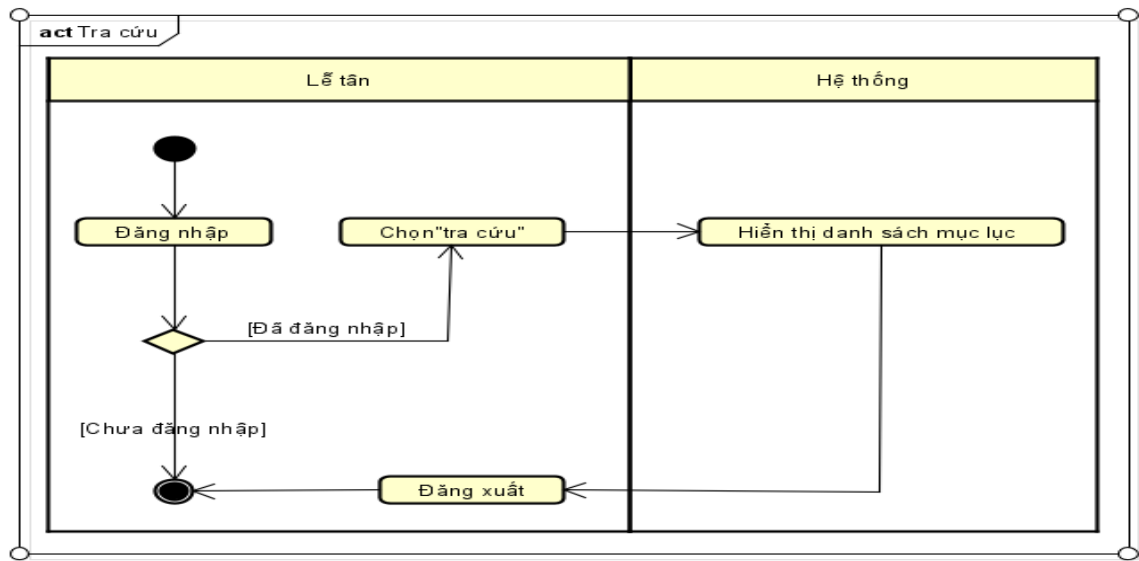 act Tra cứu
Lễ tân
Hệ thống
Đăng nhập
Chọn"tra cứu"
Hiển thị danh sách mục lục
[Đã đăng nhập]
[Chưa đăng nhập]
Đăng xuất